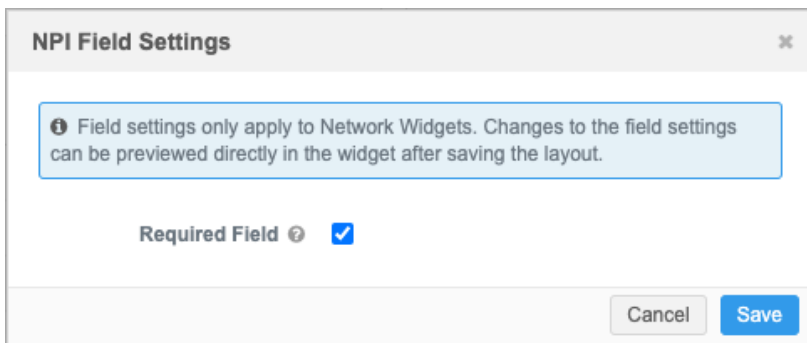 NPI Field Settings
Field settings only apply to Network Widgets. Changes to the field settings
can be previewed directly in the widget after saving the layout.
Required Field
Cancel Save